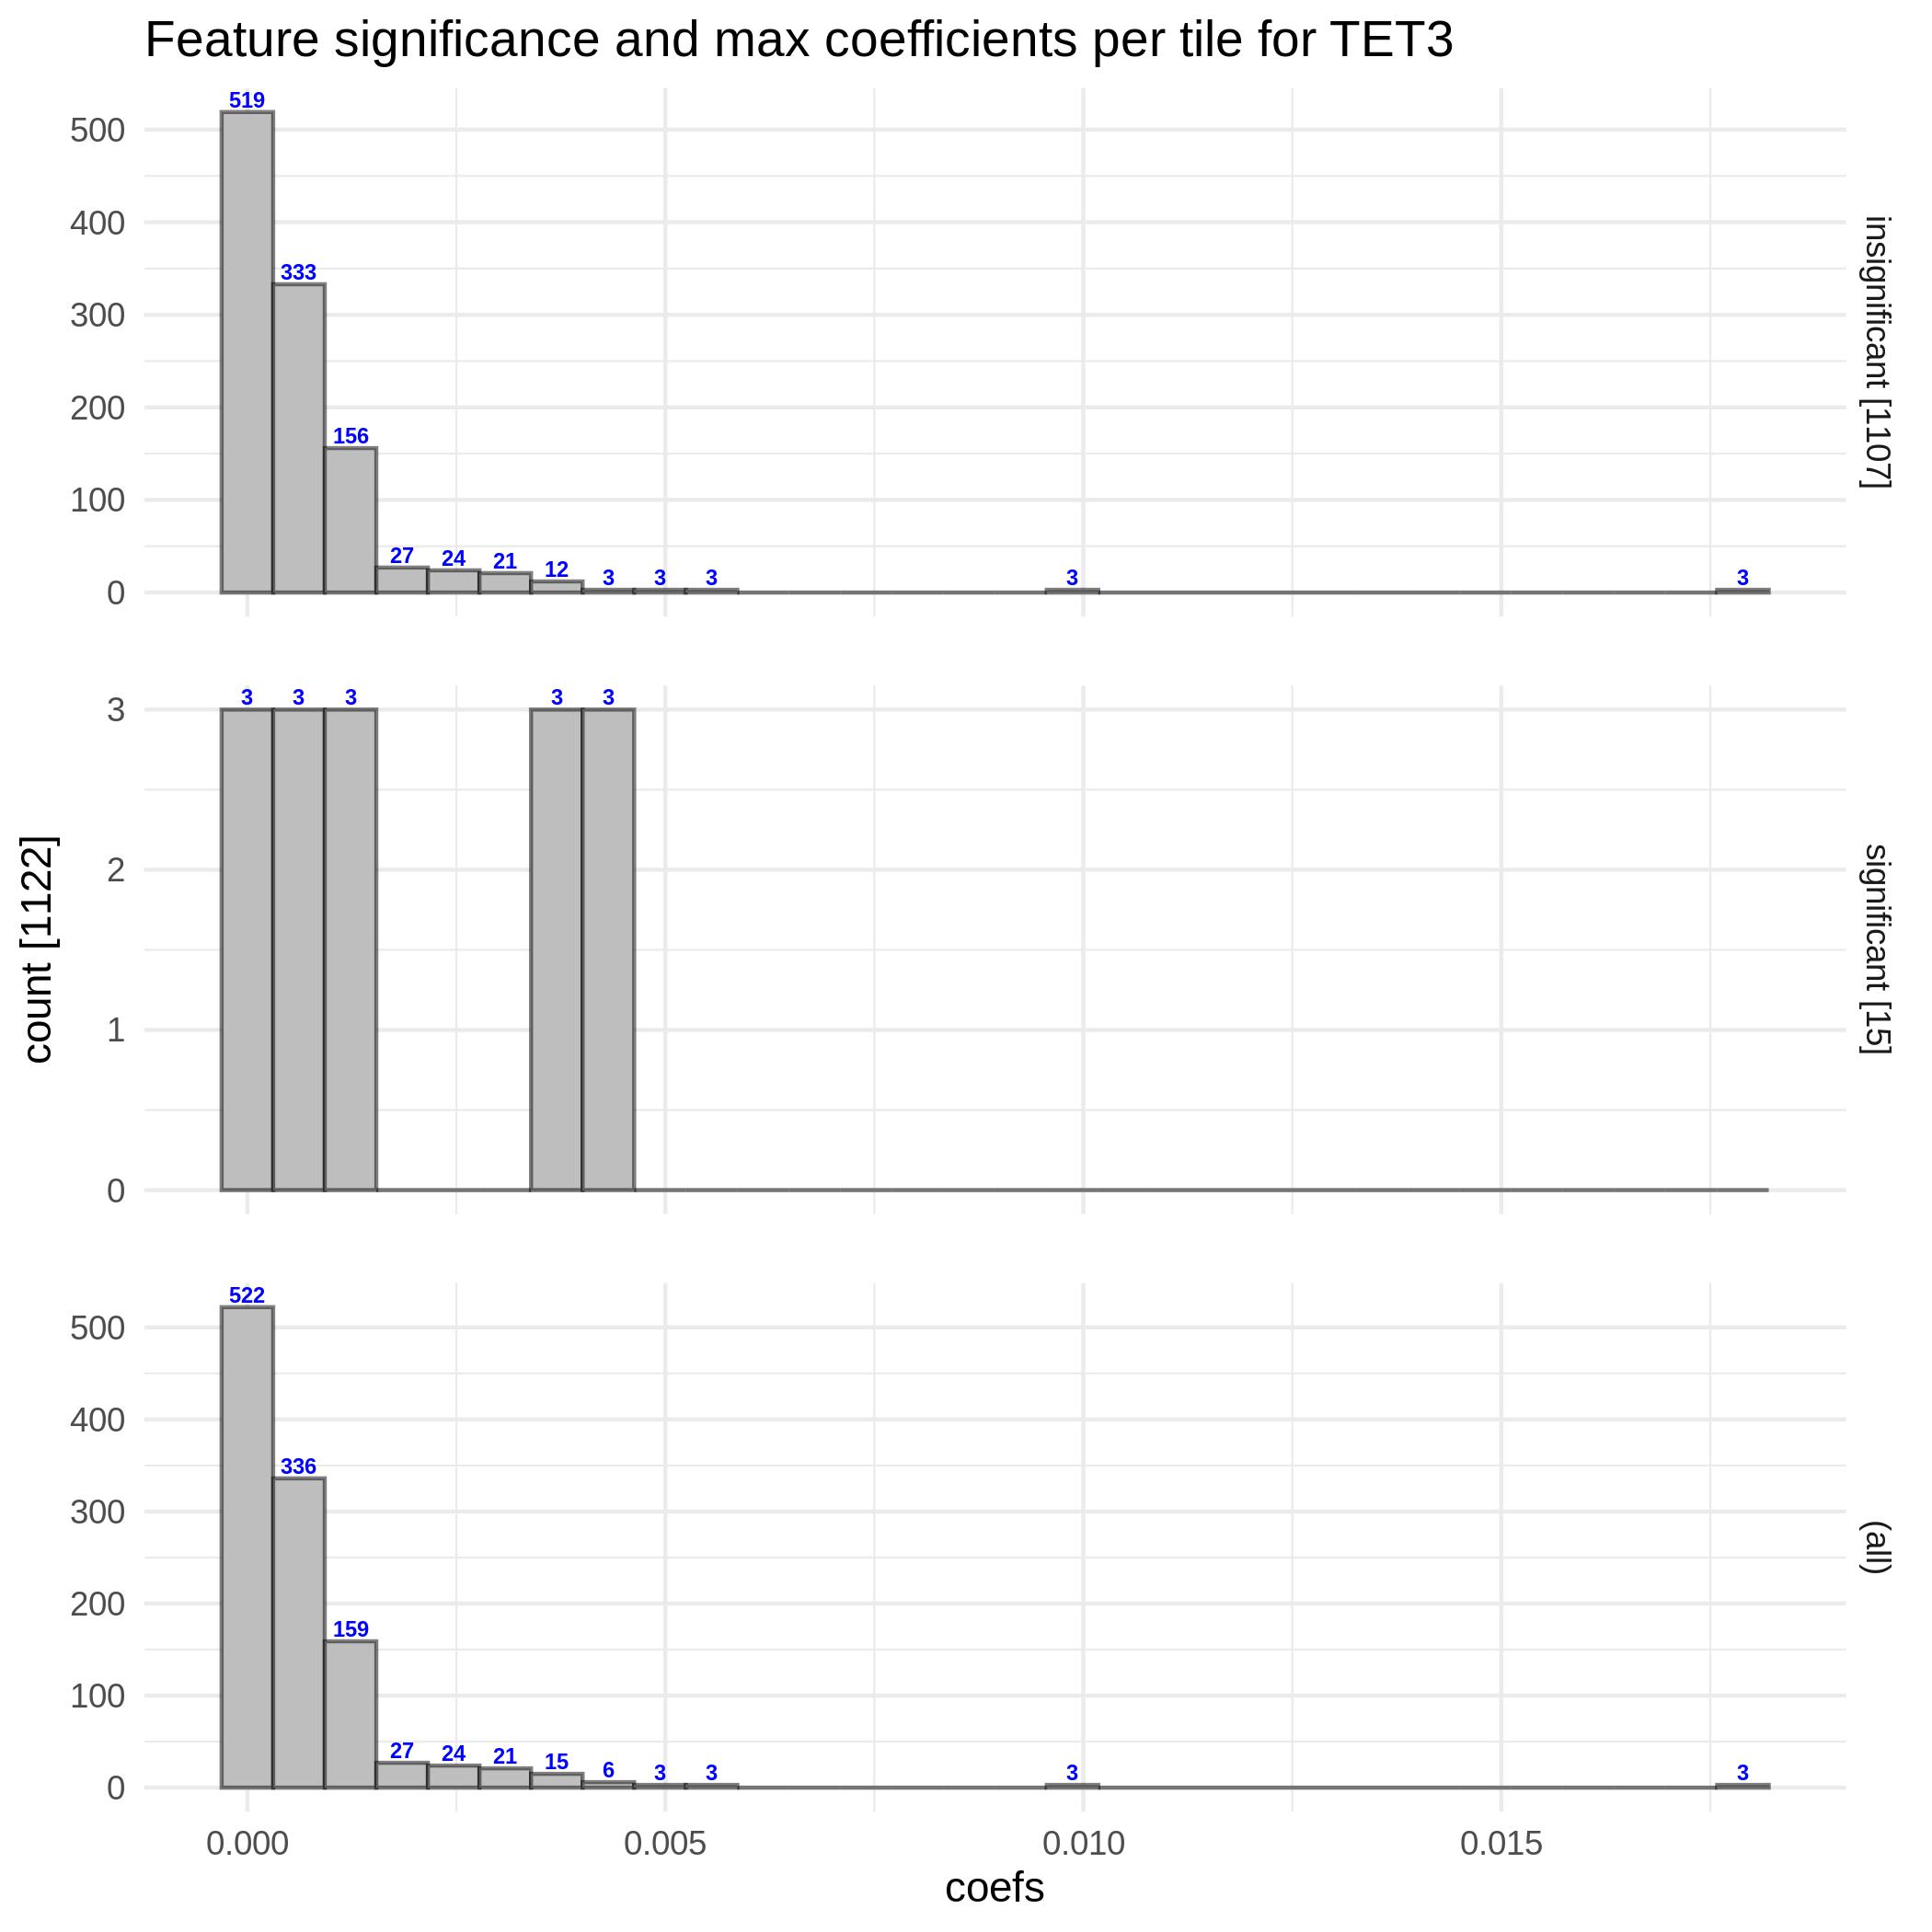 Feature significance and max coefficients per tile for TET3
519
500
400
333
300
200
156
100
27 24 21 12 3 3 3 3 3
0
insignificant [1107]
3 3 3 3 3
3
2
1
0
significant [15]
count [1122]
522
500
400
336
300
200
159
100
27 24 21 15 6 3 3 3 3
0
(all)
0.000 0.005 0.010 0.015
coefs